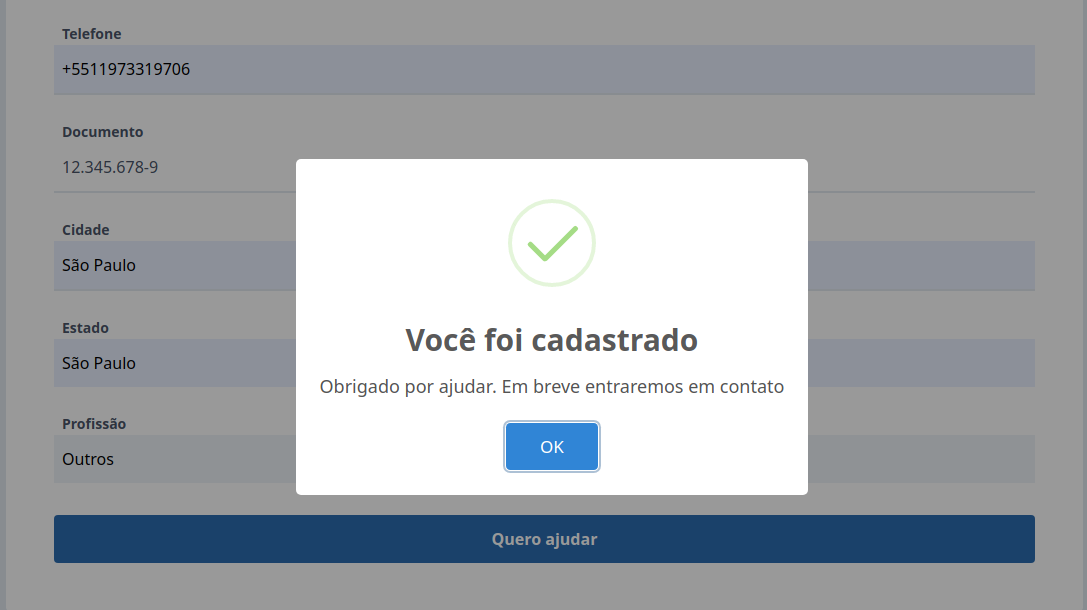 Telefone
+5511973319706
Documento
12.345.678-9
Cidade
São Paulo
Estado
São Paulo
Profissão
Outros
Você foi cadastrado
Obrigado por ajudar. Em breve entraremos em contato
OK
Quero ajudar